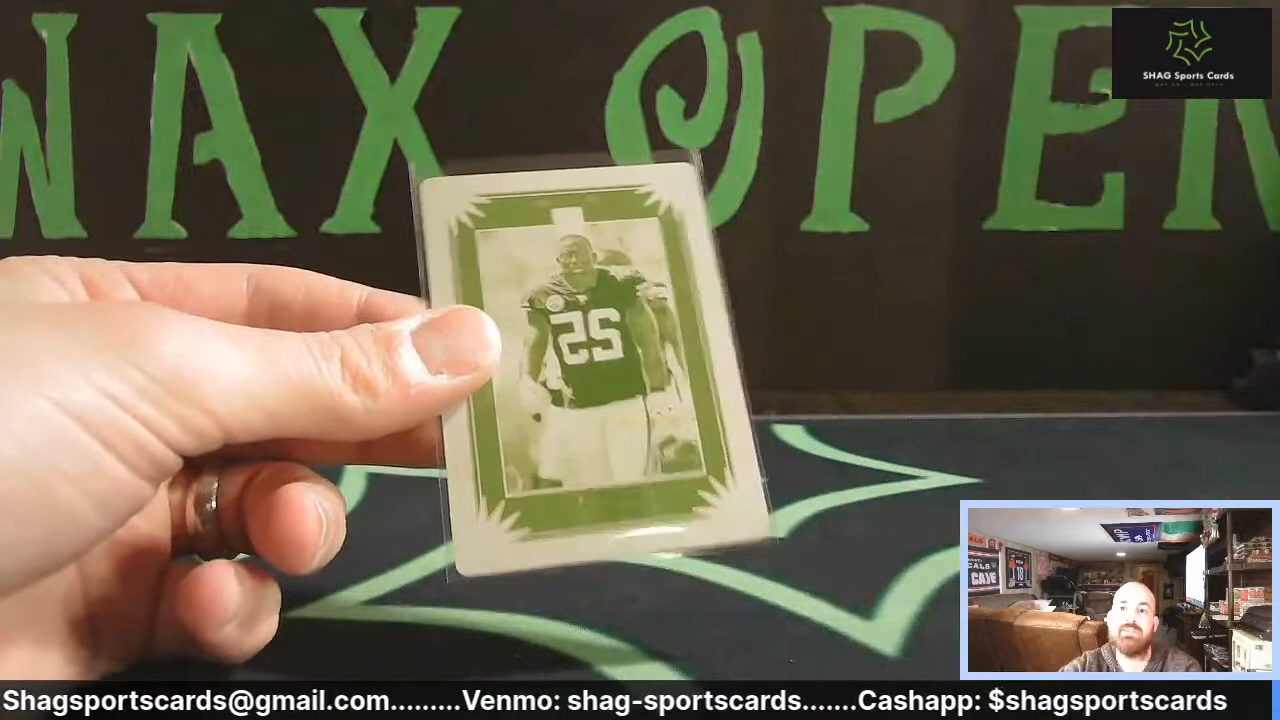 WAX OPEN
SHAG Sports Cards
25
Shagsportscards@gmail.com.........Venmo: shag-sportscards.......Cashapp: $shagsportscards